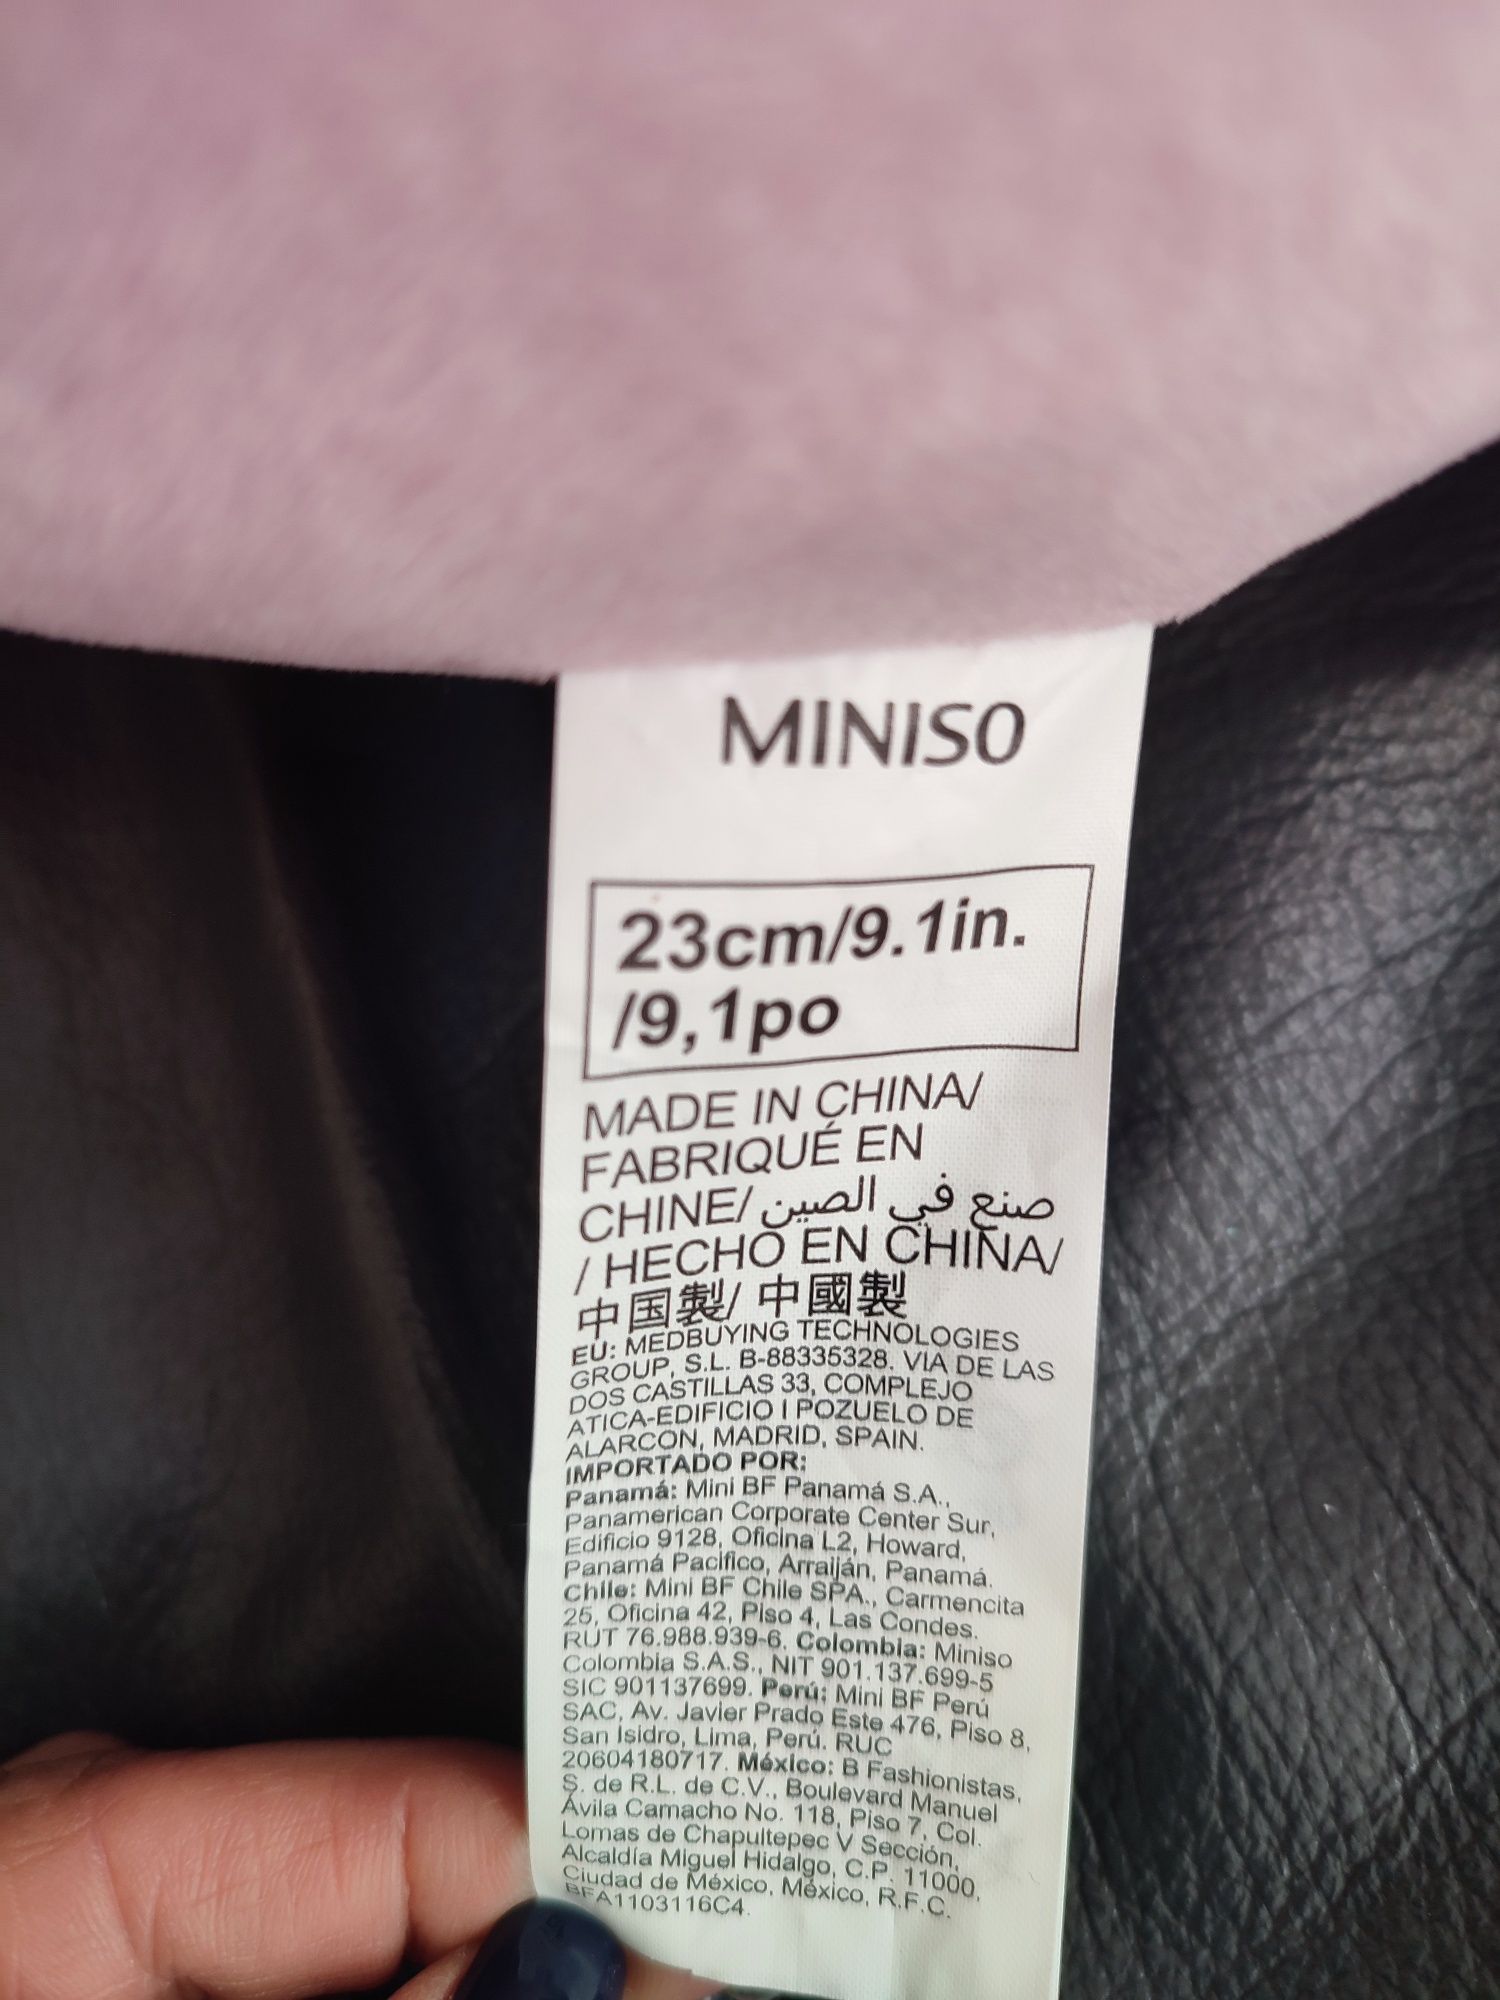 MINISO
23cm/9.1in.
/9,1po
MADE IN CHINA/
FABRIQUÉ EN
CHINE/ صنع في الصين
/ HECHO EN CHINA/
中国製/ 中國製
EU: MEDBUYING TECHNOLOGIES
GROUP, S.L. B-88335328. VIA DE LAS
DOS CASTILLAS 33, COMPLEJO
ATICA-EDIFICIO I POZUELO DE
ALARCON, MADRID, SPAIN.
IMPORTADO POR:
Panamá: Mini BF Panamá S.A.,
Panamerican Corporate Center Sur,
Edificio 9128, Oficina L2, Howard,
Panamá Pacifico, Arraiján, Panamá.
Chile: Mini BF Chile SPA., Carmencita
25, Oficina 42, Piso 4, Las Condes.
RUT 76.988.939-6. Colombia: Miniso
Colombia S.A.S., NIT 901.137.699-5
SIC 901137699. Perú: Mini BF Perú
SAC, Av. Javier Prado Este 476, Piso 8,
San Isidro, Lima, Perú. RUC
20604180717. México: B Fashionistas,
S. de R.L. de C.V., Boulevard Manuel
Ávila Camacho No. 118, Piso 7, Col.
Lomas de Chapultepec V Sección,
Alcaldía Miguel Hidalgo, C.P. 11000,
Ciudad de México, México, R.F.C.
BFA1103116C4.